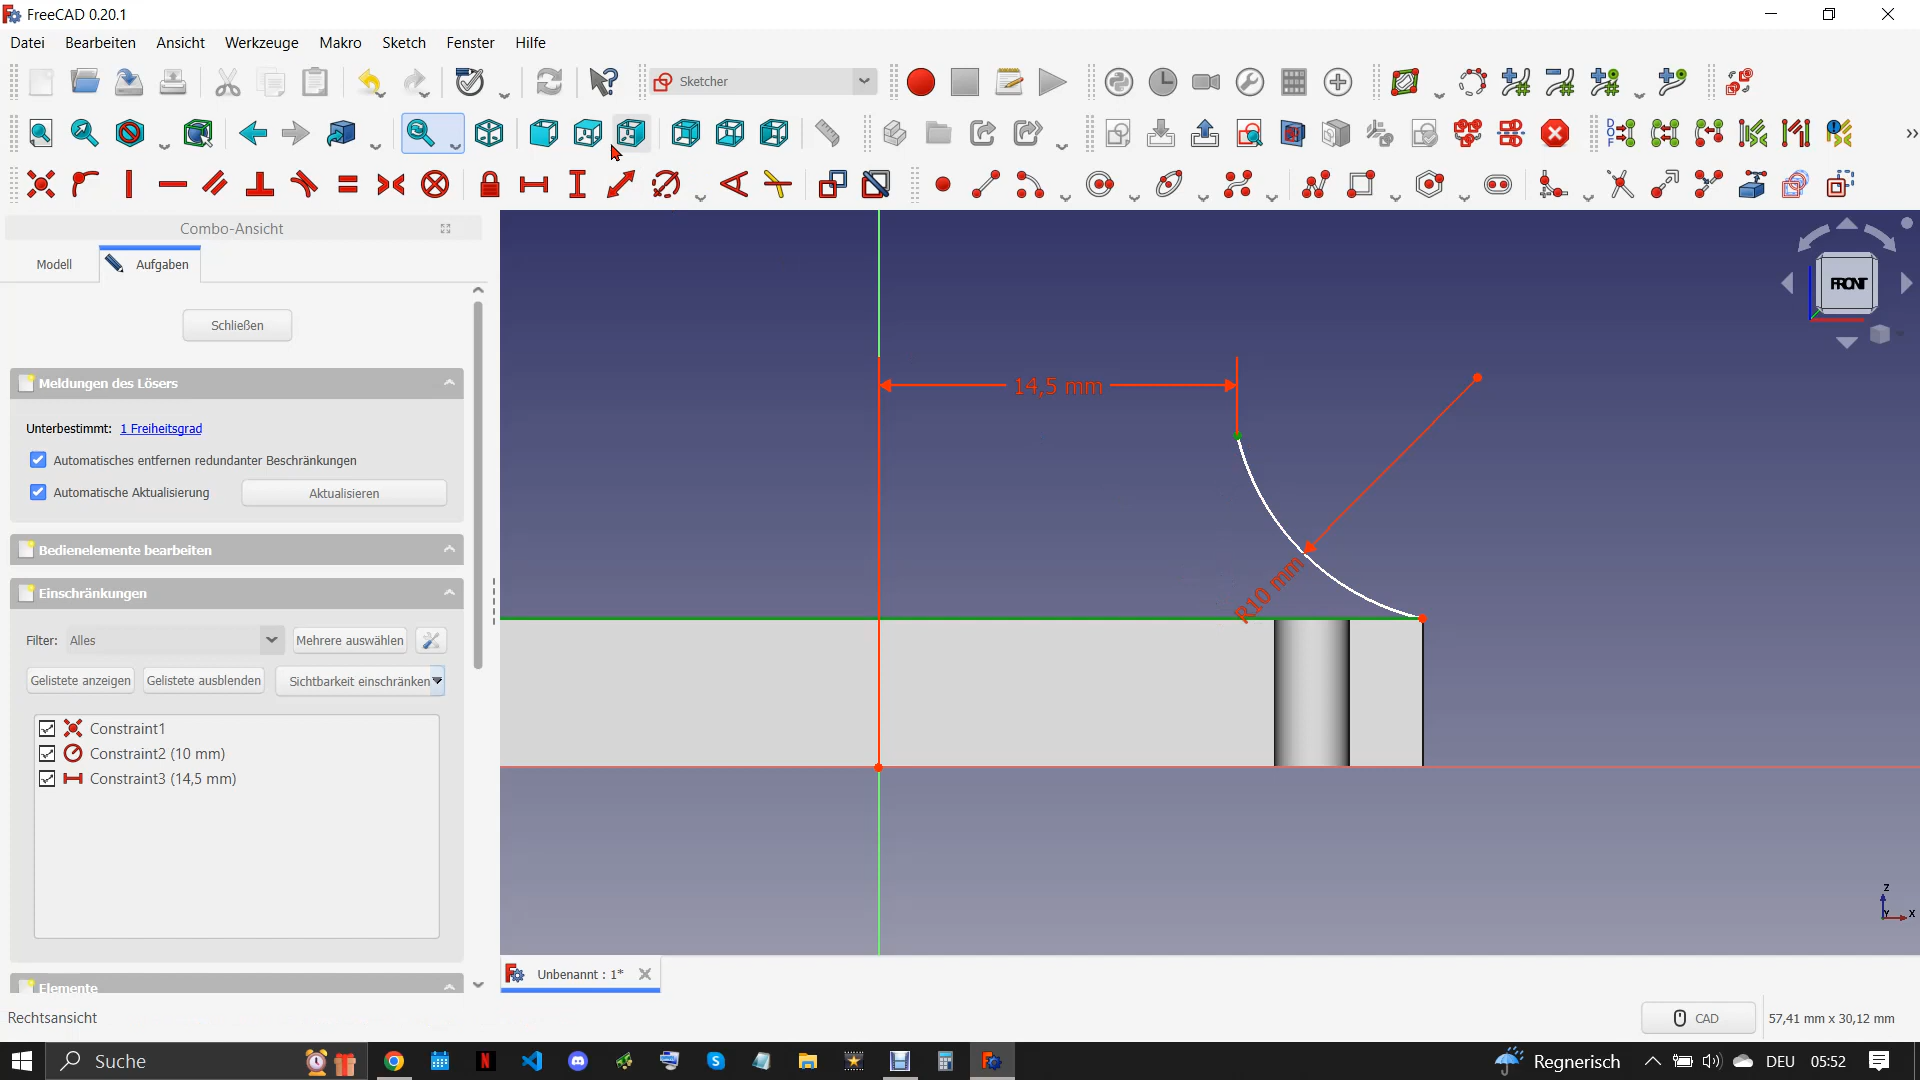 FreeCAD 0.20.1
Datei Bearbeiten Ansicht Werkzeuge Makro Sketch Fenster Hilfe
Sketcher
DOF
Combo-Ansicht
Modell Aufgaben
Schließen
Meldungen des Lösers
Unterbestimmt: 1 Freiheitsgrad
Automatisches entfernen redundanter Beschränkungen
Automatische Aktualisierung Aktualisieren
Bedienelemente bearbeiten
Einschränkungen
Filter: Alles Mehrere auswählen
Gelistete anzeigen Gelistete ausblenden Sichtbarkeit einschränken
Constraint1
Constraint2 (10 mm)
Constraint3 (14,5 mm)
Elemente
14,5 mm
R10 mm
FRONT
Z
Y
X
Unbenannt : 1*
Rechtsansicht
CAD
57,41 mm x 30,12 mm
Suche
Regnerisch
DEU
05:52